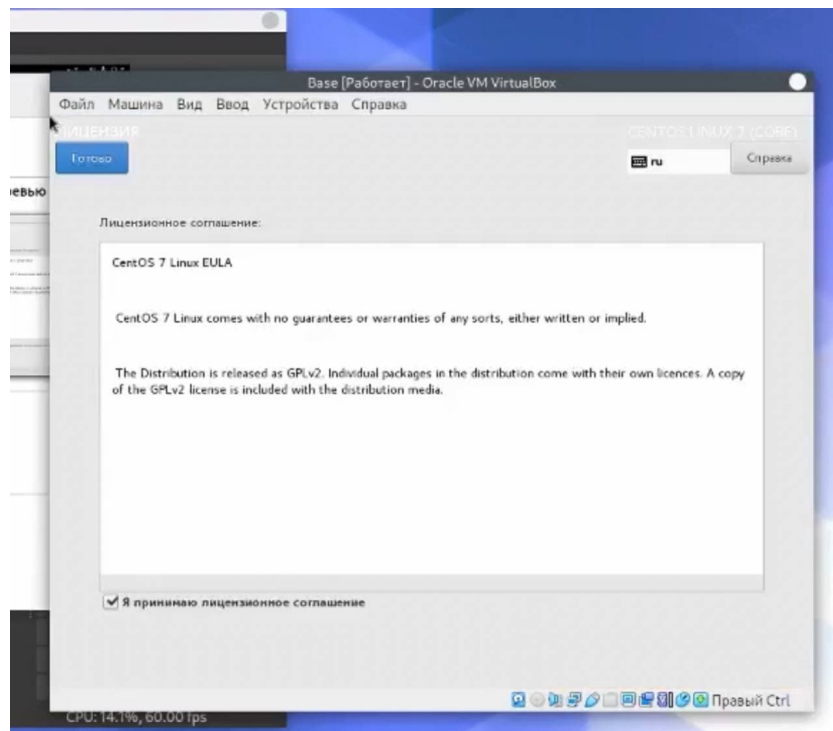 Base [Работает] - Oracle VM VirtualBox
Файл Машина Вид Ввод Устройства Справка
ЛИЦЕНЗИЯ
CENTOS LINUX 7 (CORE)
Готово
ru
Справка
евью
Лицензионное соглашение:
CentOS 7 Linux EULA
CentOS 7 Linux comes with no guarantees or warranties of any sorts, either written or implied.
The Distribution is released as GPLv2. Individual packages in the distribution come with their own licences. A copy
of the GPLv2 license is included with the distribution media.
Я принимаю лицензионное соглашение
Правый Ctrl
CPU: 14.1%, 60.00 fps